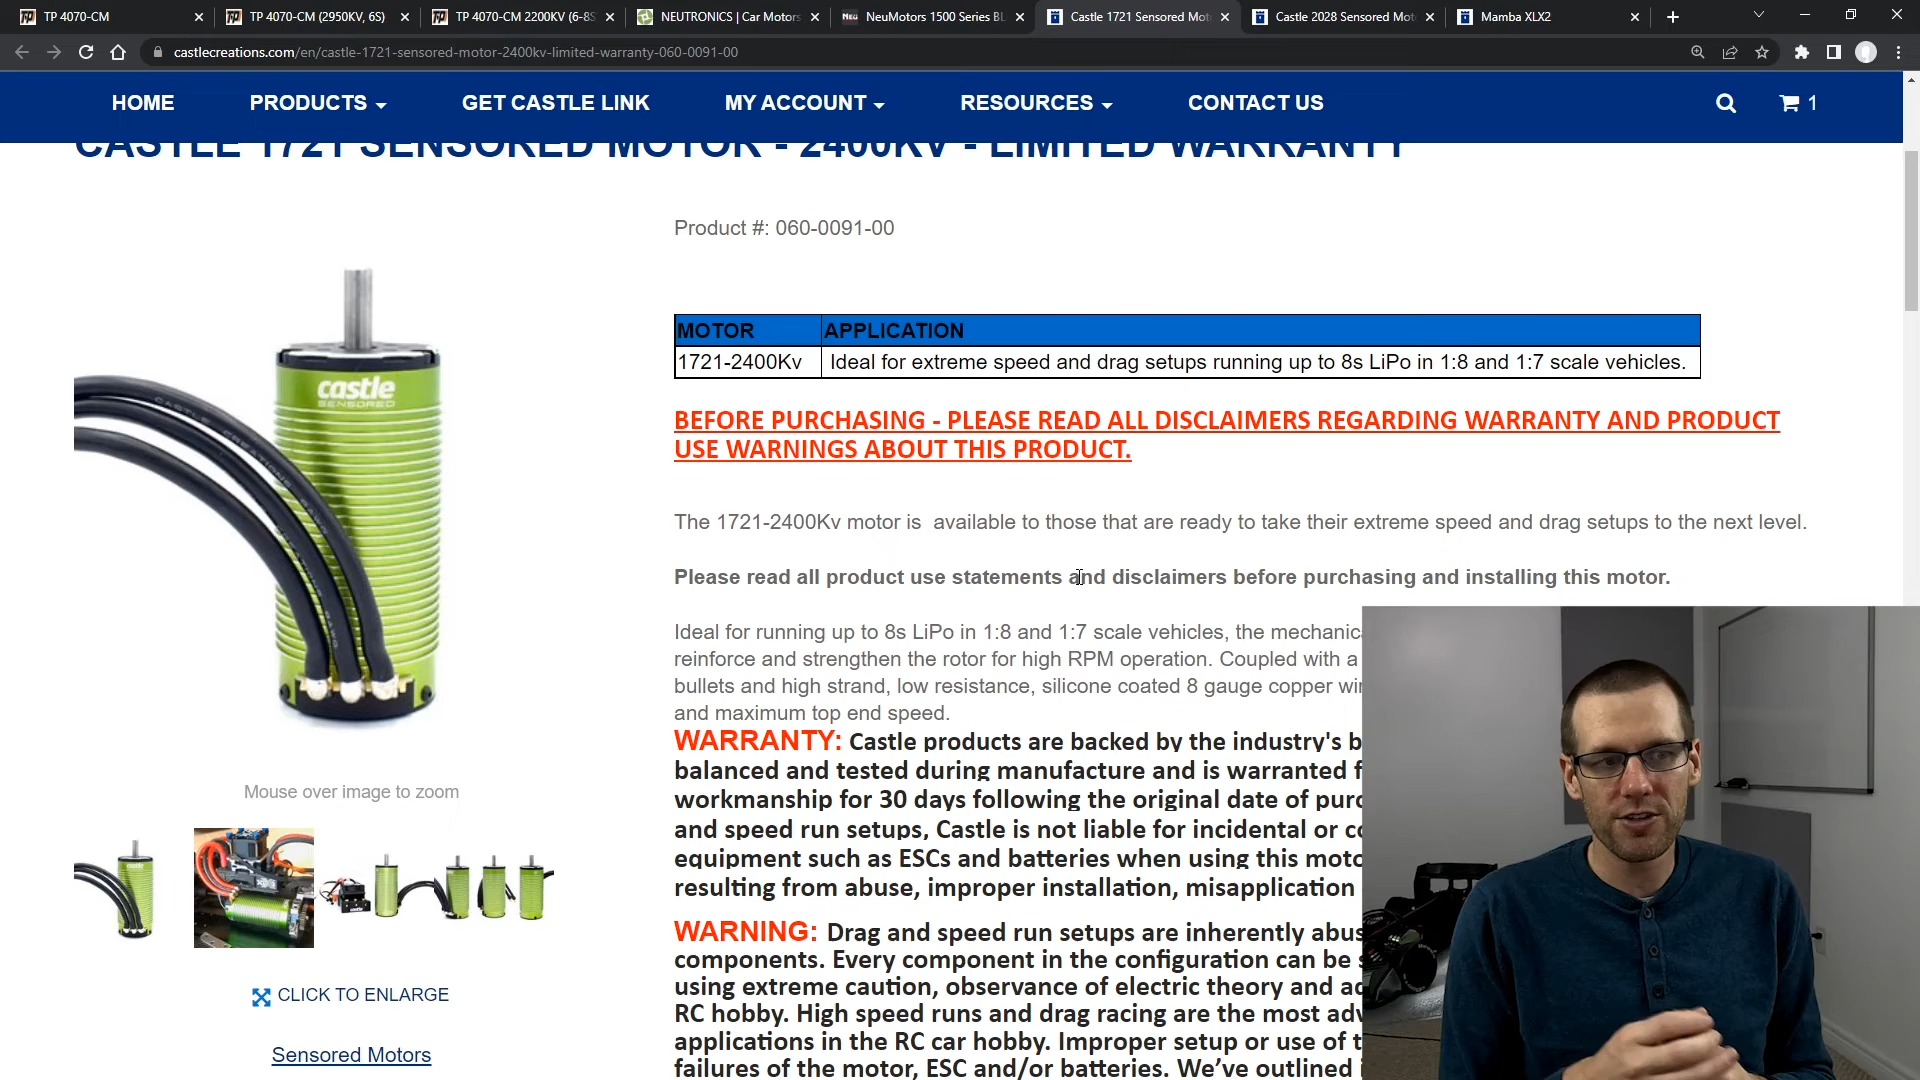 TP 4070-CM
TP 4070-CM (2950KV, 6S)
TP 4070-CM 2200KV (6-8S
NEUTRONICS | Car Motors
NeuMotors 1500 Series BL
Castle 1721 Sensored Mot
Castle 2028 Sensored Mot
Mamba XLX2
castlecreations.com/en/castle-1721-sensored-motor-2400kv-limited-warranty-060-0091-00
HOME PRODUCTS GET CASTLE LINK MY ACCOUNT RESOURCES CONTACT US 1
CASTLE 1721 SENSORED MOTOR - 2400KV - LIMITED WARRANTY
Product #: 060-0091-00
MOTOR APPLICATION
1721-2400Kv Ideal for extreme speed and drag setups running up to 8s LiPo in 1:8 and 1:7 scale vehicles.
BEFORE PURCHASING - PLEASE READ ALL DISCLAIMERS REGARDING WARRANTY AND PRODUCT
USE WARNINGS ABOUT THIS PRODUCT.
The 1721-2400Kv motor is available to those that are ready to take their extreme speed and drag setups to the next level.
Please read all product use statements and disclaimers before purchasing and installing this motor.
Ideal for running up to 8s LiPo in 1:8 and 1:7 scale vehicles, the mechanic
reinforce and strengthen the rotor for high RPM operation. Coupled with a
bullets and high strand, low resistance, silicone coated 8 gauge copper wi
and maximum top end speed.
WARRANTY: Castle products are backed by the industry's b
balanced and tested during manufacture and is warranted f
workmanship for 30 days following the original date of purc
and speed run setups, Castle is not liable for incidental or co
equipment such as ESCs and batteries when using this moto
resulting from abuse, improper installation, misapplication
WARNING: Drag and speed run setups are inherently abus
components. Every component in the configuration can be s
using extreme caution, observance of electric theory and ad
RC hobby. High speed runs and drag racing are the most adv
applications in the RC car hobby. Improper setup or use of t
failures of the motor, ESC and/or batteries. We've outlined
castle
SENSORED
Mouse over image to zoom
CLICK TO ENLARGE
Sensored Motors